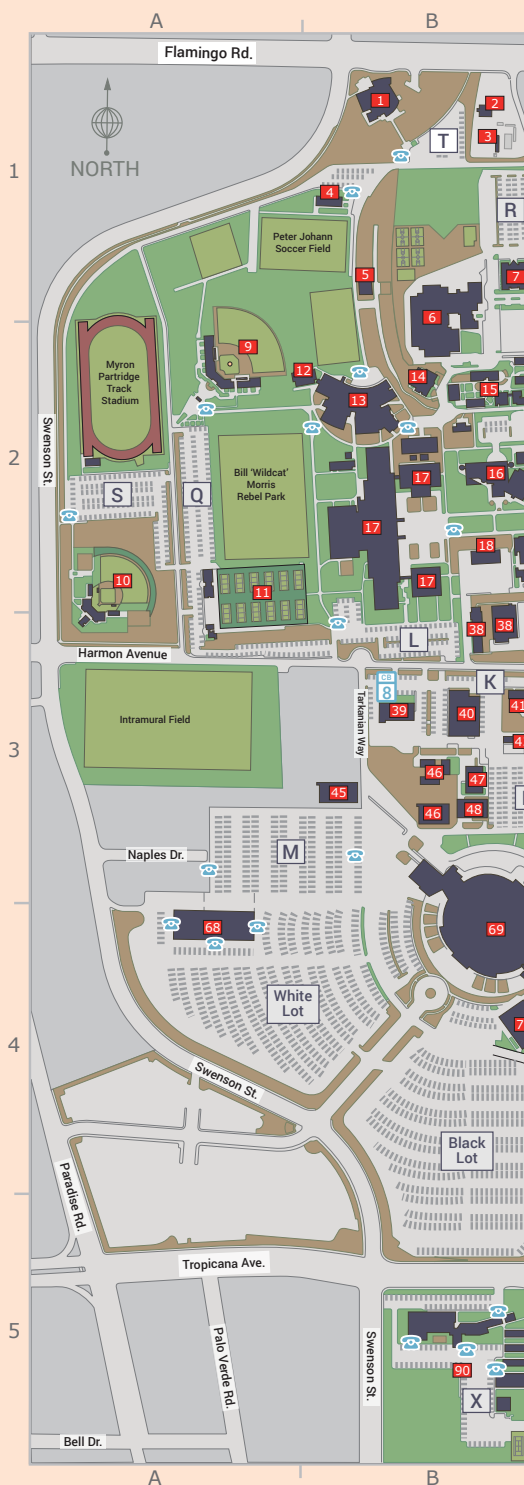 A
B
Flamingo Rd.
1
2
3
T
NORTH
1
4
R
Peter Johann
Soccer Field
5
7
6
9
12
14
Myron
Partridge
Track
Stadium
13
15
Swenson St.
2
Bill 'Wildcat'
Morris
Rebel Park
17
16
S
Q
17
18
10
11
17
38
38
L
Harmon Avenue
CB
8
K
39
40
41
Intramural Field
Tarkanian Way
3
46
47
45
46
48
M
Naples Dr.
68
69
White
Lot
4
Swenson St.
Black
Lot
Paradise Rd.
Tropicana Ave.
5
Palo Verde Rd.
Swenson St.
90
X
Bell Dr.
A
B